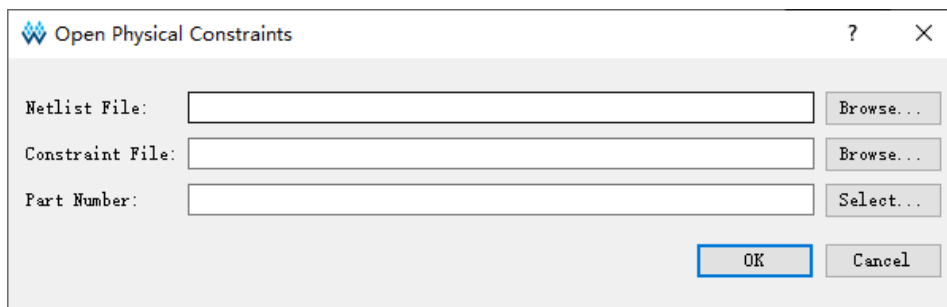 Open Physical Constraints ?
Netlist File: Browse...
Constraint File: Browse...
Part Number: Select...
OK Cancel